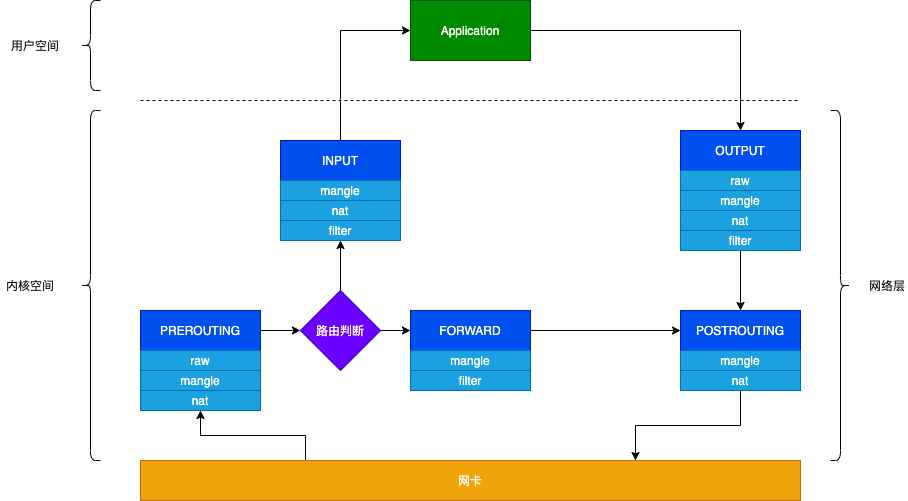 用户空间
Application
INPUT
mangle
nat
filter
OUTPUT
raw
mangle
nat
filter
内核空间
网络层
PREROUTING
raw
mangle
nat
路由判断
FORWARD
mangle
filter
POSTROUTING
mangle
nat
网卡